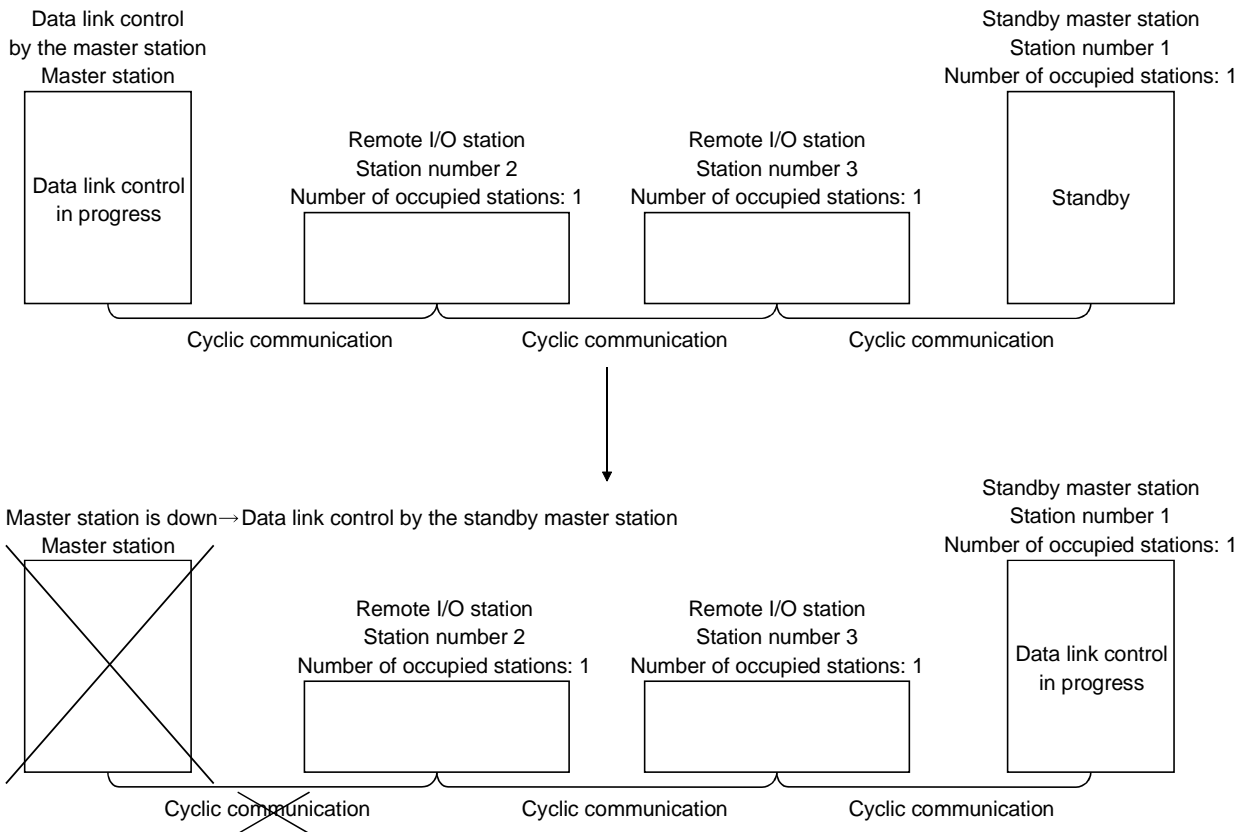 Data link control
by the master station
Master station
Data link control
in progress
Remote I/O station
Station number 2
Number of occupied stations: 1
Remote I/O station
Station number 3
Number of occupied stations: 1
Standby master station
Station number 1
Number of occupied stations: 1
Standby
Cyclic communication
Cyclic communication
Cyclic communication
Master station is down→Data link control by the standby master station
Master station
Remote I/O station
Station number 2
Number of occupied stations: 1
Remote I/O station
Station number 3
Number of occupied stations: 1
Standby master station
Station number 1
Number of occupied stations: 1
Data link control
in progress
Cyclic communication
Cyclic communication
Cyclic communication